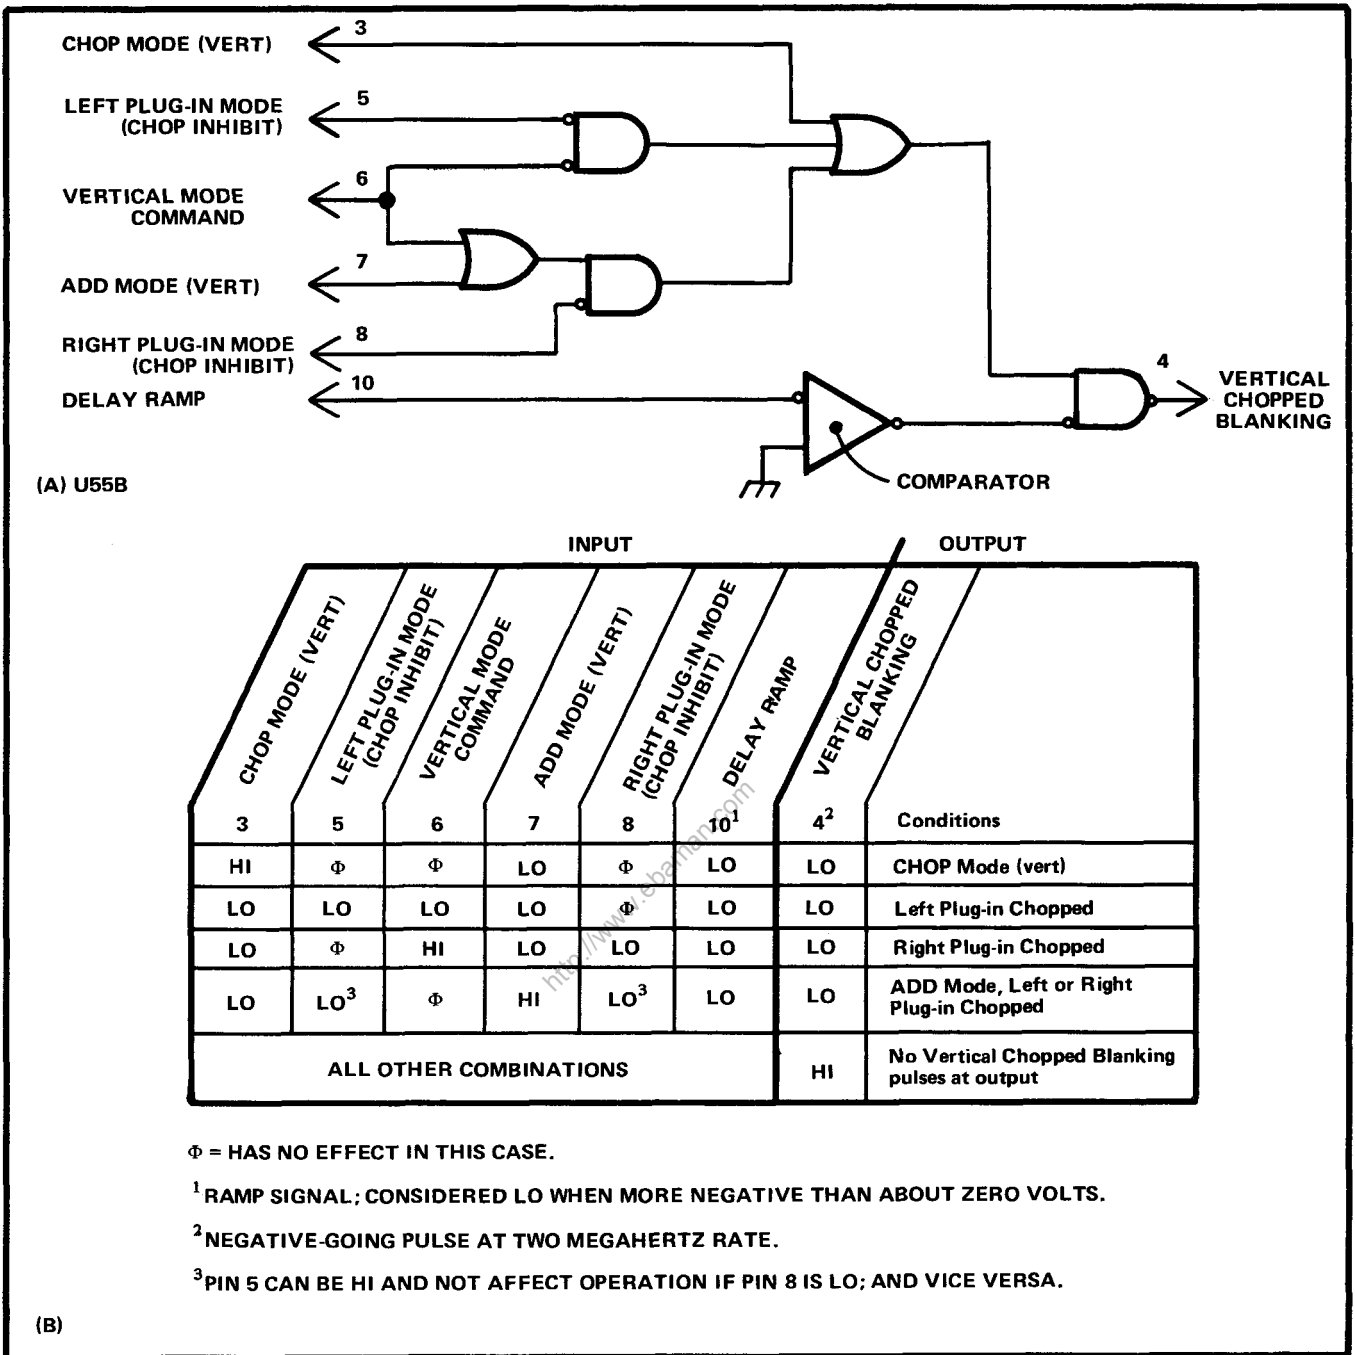 CHOP MODE (VERT) 3
LEFT PLUG-IN MODE 5
(CHOP INHIBIT)
VERTICAL MODE 6
COMMAND
ADD MODE (VERT) 7
RIGHT PLUG-IN MODE 8
(CHOP INHIBIT)
DELAY RAMP 10
4
VERTICAL
CHOPPED
BLANKING
COMPARATOR
(A) U55B
INPUT OUTPUT
CHOP MODE (VERT)
LEFT PLUG-IN MODE
(CHOP INHIBIT)
VERTICAL MODE
COMMAND
ADD MODE (VERT)
RIGHT PLUG-IN MODE
(CHOP INHIBIT)
DELAY RAMP
VERTICAL CHOPPED
BLANKING
3 5 6 7 8 10¹ 4² Conditions
HI Φ Φ LO Φ LO LO CHOP Mode (vert)
LO LO LO LO Φ LO LO Left Plug-in Chopped
LO Φ HI LO LO LO LO Right Plug-in Chopped
LO LO³ Φ HI LO³ LO LO ADD Mode, Left or Right
Plug-in Chopped
ALL OTHER COMBINATIONS HI No Vertical Chopped Blanking
pulses at output
http://www.ebaman.com
Φ = HAS NO EFFECT IN THIS CASE.
¹RAMP SIGNAL; CONSIDERED LO WHEN MORE NEGATIVE THAN ABOUT ZERO VOLTS.
²NEGATIVE-GOING PULSE AT TWO MEGAHERTZ RATE.
³PIN 5 CAN BE HI AND NOT AFFECT OPERATION IF PIN 8 IS LO; AND VICE VERSA.
(B)